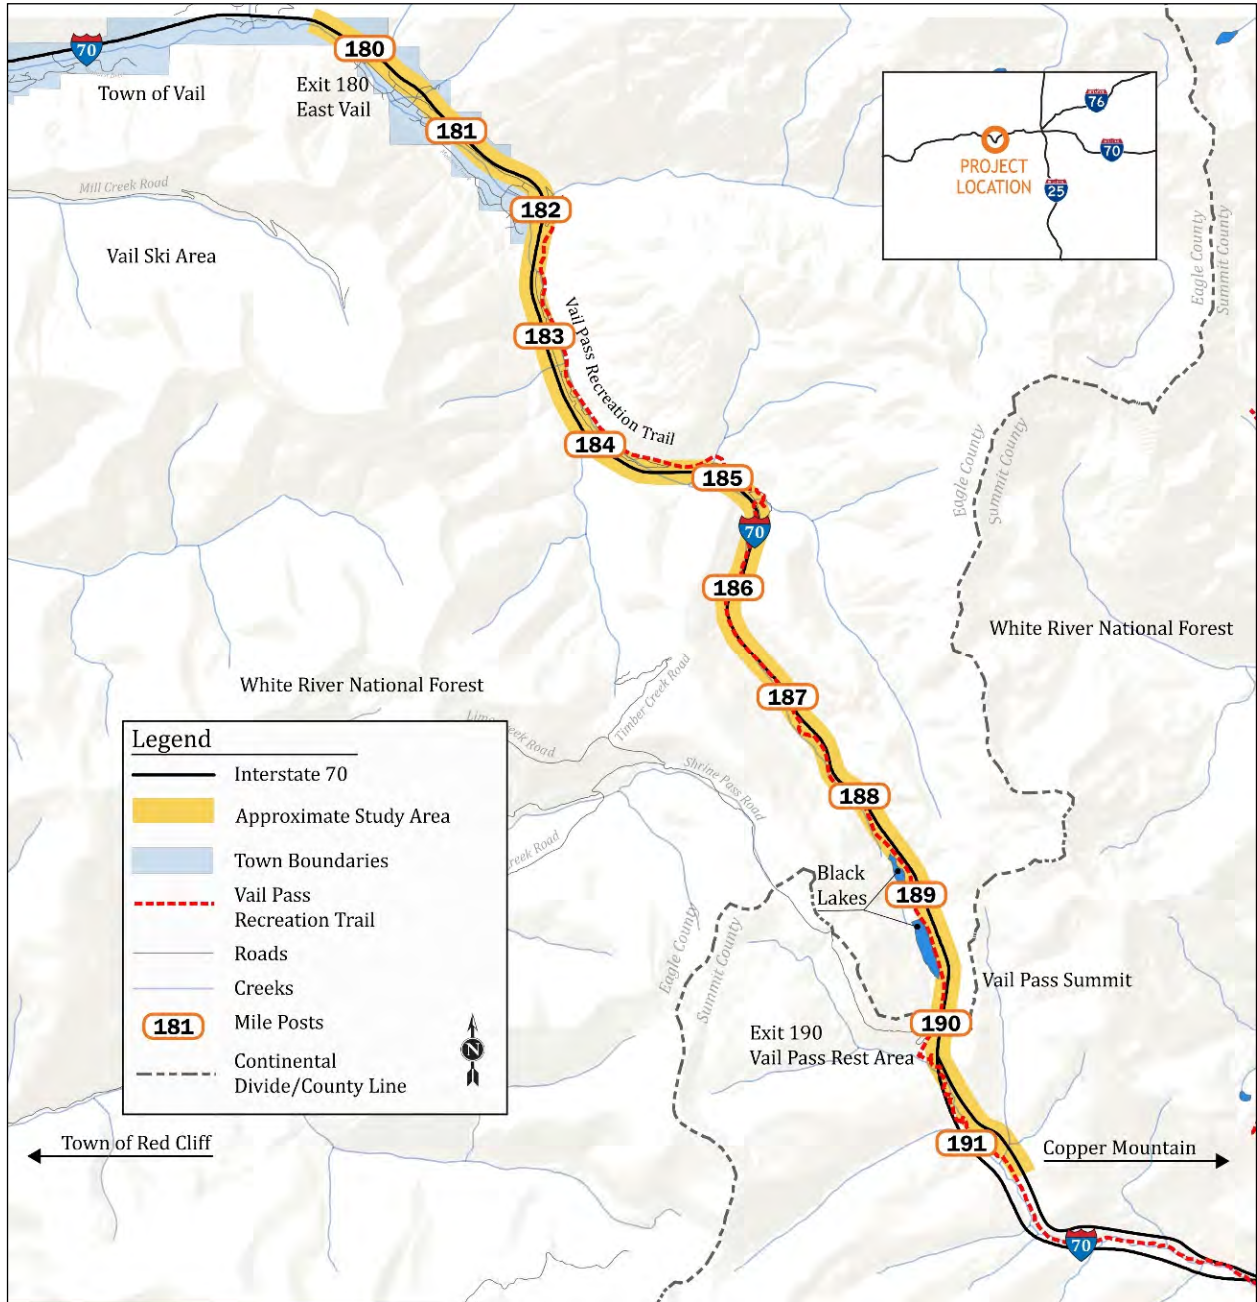 70
180
Town of Vail
Exit 180
East Vail
181
76
70
PROJECT
LOCATION
25
Mill Creek Road
182
Vail Ski Area
Eagle County
Summit County
183
Vail Pass Recreation Trail
184
185
Eagle County
Summit County
70
186
White River National Forest
White River National Forest
Timber Creek Road
187
Shrine Pass Road
188
Black
Lakes
189
Eagle County
Summit County
Vail Pass Summit
190
Exit 190
Vail Pass Rest Area
191
Copper Mountain
Town of Red Cliff
70
Legend
Interstate 70
Approximate Study Area
Town Boundaries
Vail Pass
Recreation Trail
Roads
Creeks
181
Mile Posts
N
Continental
Divide/County Line
eek Road
reek Road